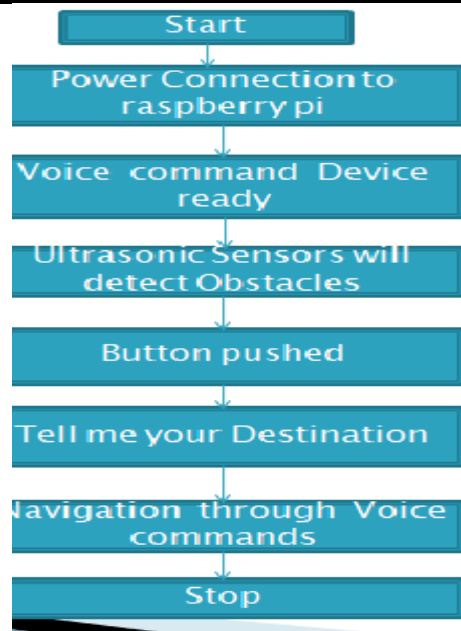 Start
Power Connection to
raspberry pi
Voice command Device
ready
Ultrasonic Sensors will
detect Obstacles
Button pushed
Tell me your Destination
Navigation through Voice
commands
Stop